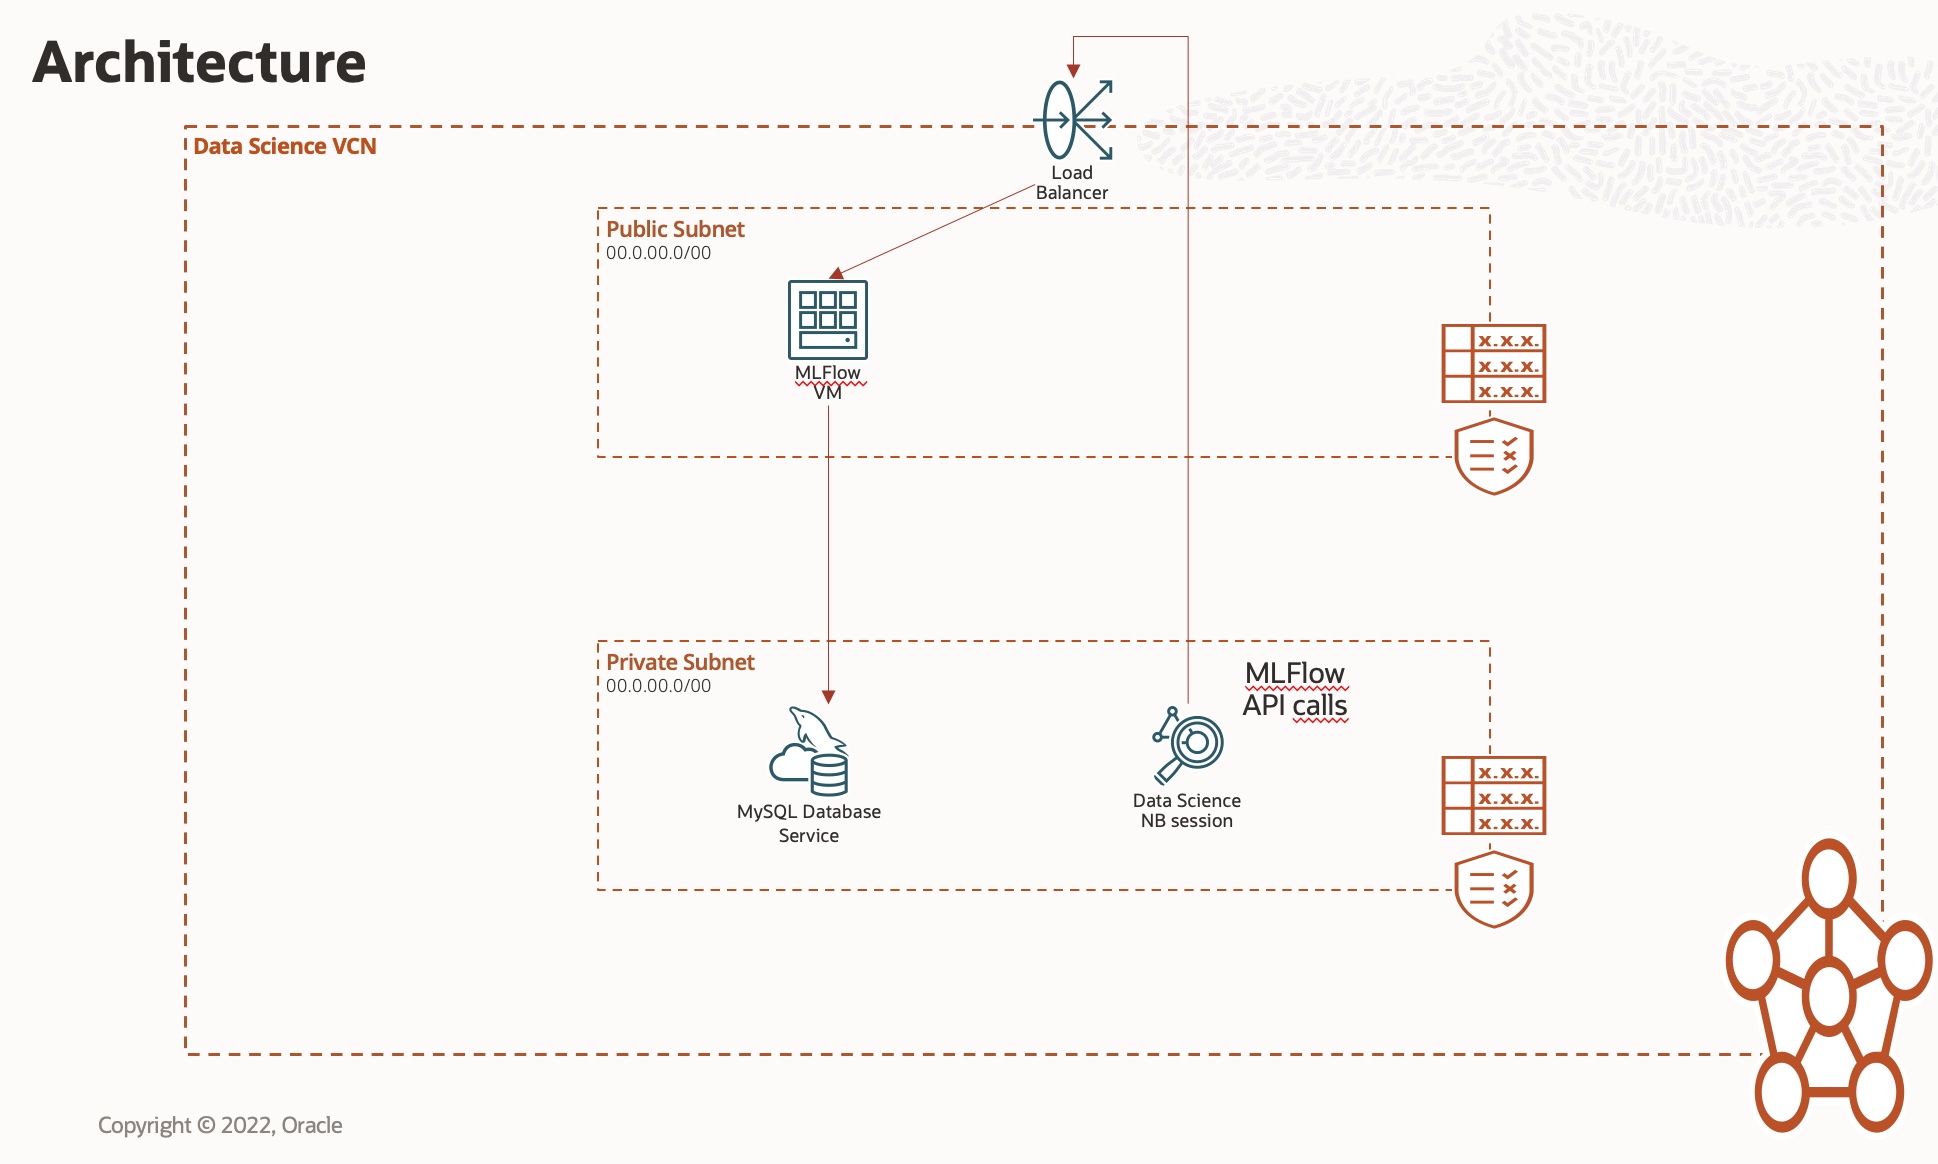 Architecture
Data Science VCN
Load
Balancer
Public Subnet
00.0.00.0/00
MLFlow
VM
x.x.x.
x.x.x.
x.x.x.
Private Subnet
00.0.00.0/00
MLFlow
API calls
MySQL Database
Service
Data Science
NB session
x.x.x.
x.x.x.
x.x.x.
Copyright © 2022, Oracle